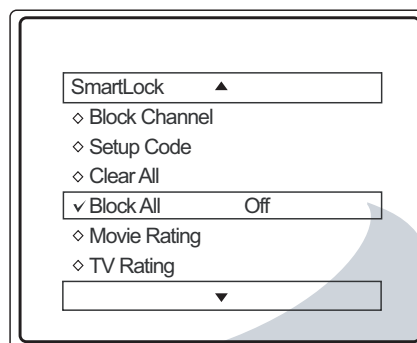 SmartLock
Block Channel
Setup Code
Clear All
Block All Off
Movie Rating
TV Rating